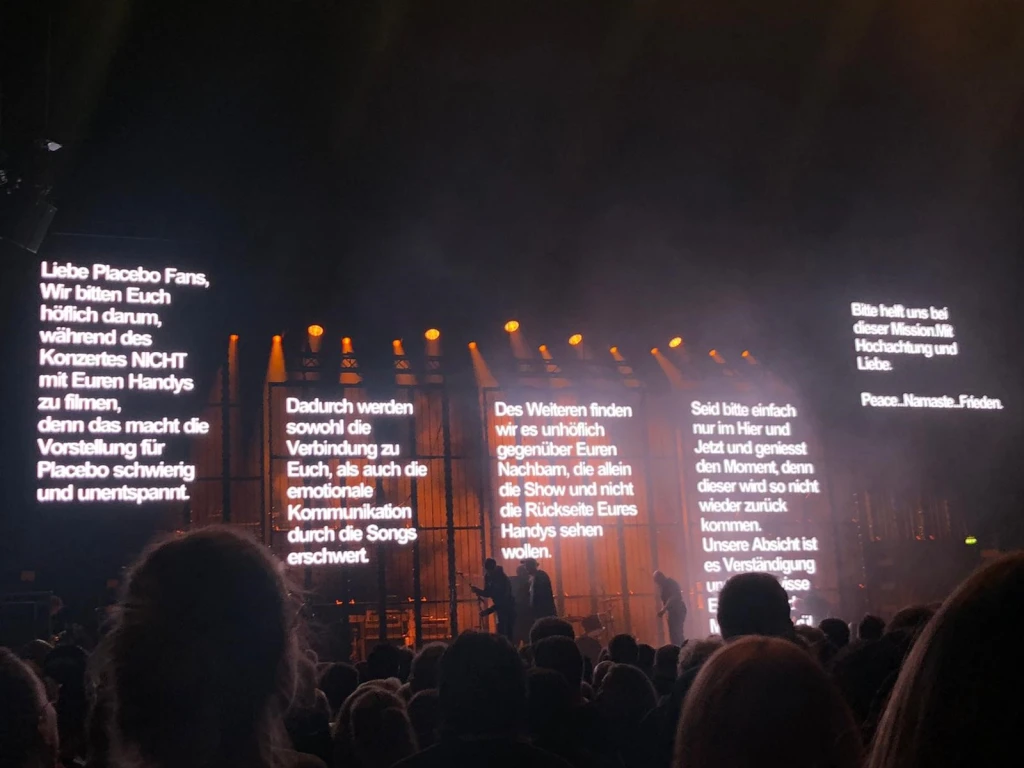 Liebe Placebo Fans,
Wir bitten Euch
höflich darum,
während des
Konzertes NICHT
mit Euren Handys
zu filmen,
denn das macht die
Vorstellung für
Placebo schwierig
und unentspannt.
Dadurch werden
sowohl die
Verbindung zu
Euch, als auch die
emotionale
Kommunikation
durch die Songs
erschwert.
Des Weiteren finden
wir es unhöflich
gegenüber Euren
Nachbarn, die allein
die Show und nicht
die Rückseite Eures
Handys sehen
wollen.
Seid bitte einfach
nur im Hier und
Jetzt und geniesst
den Moment, denn
dieser wird so nicht
wieder zurück
kommen.
Unsere Absicht ist
es Verständigung
Bitte helft uns bei
dieser Mission.Mit
Hochachtung und
Liebe.
Peace...Namaste...Frieden.